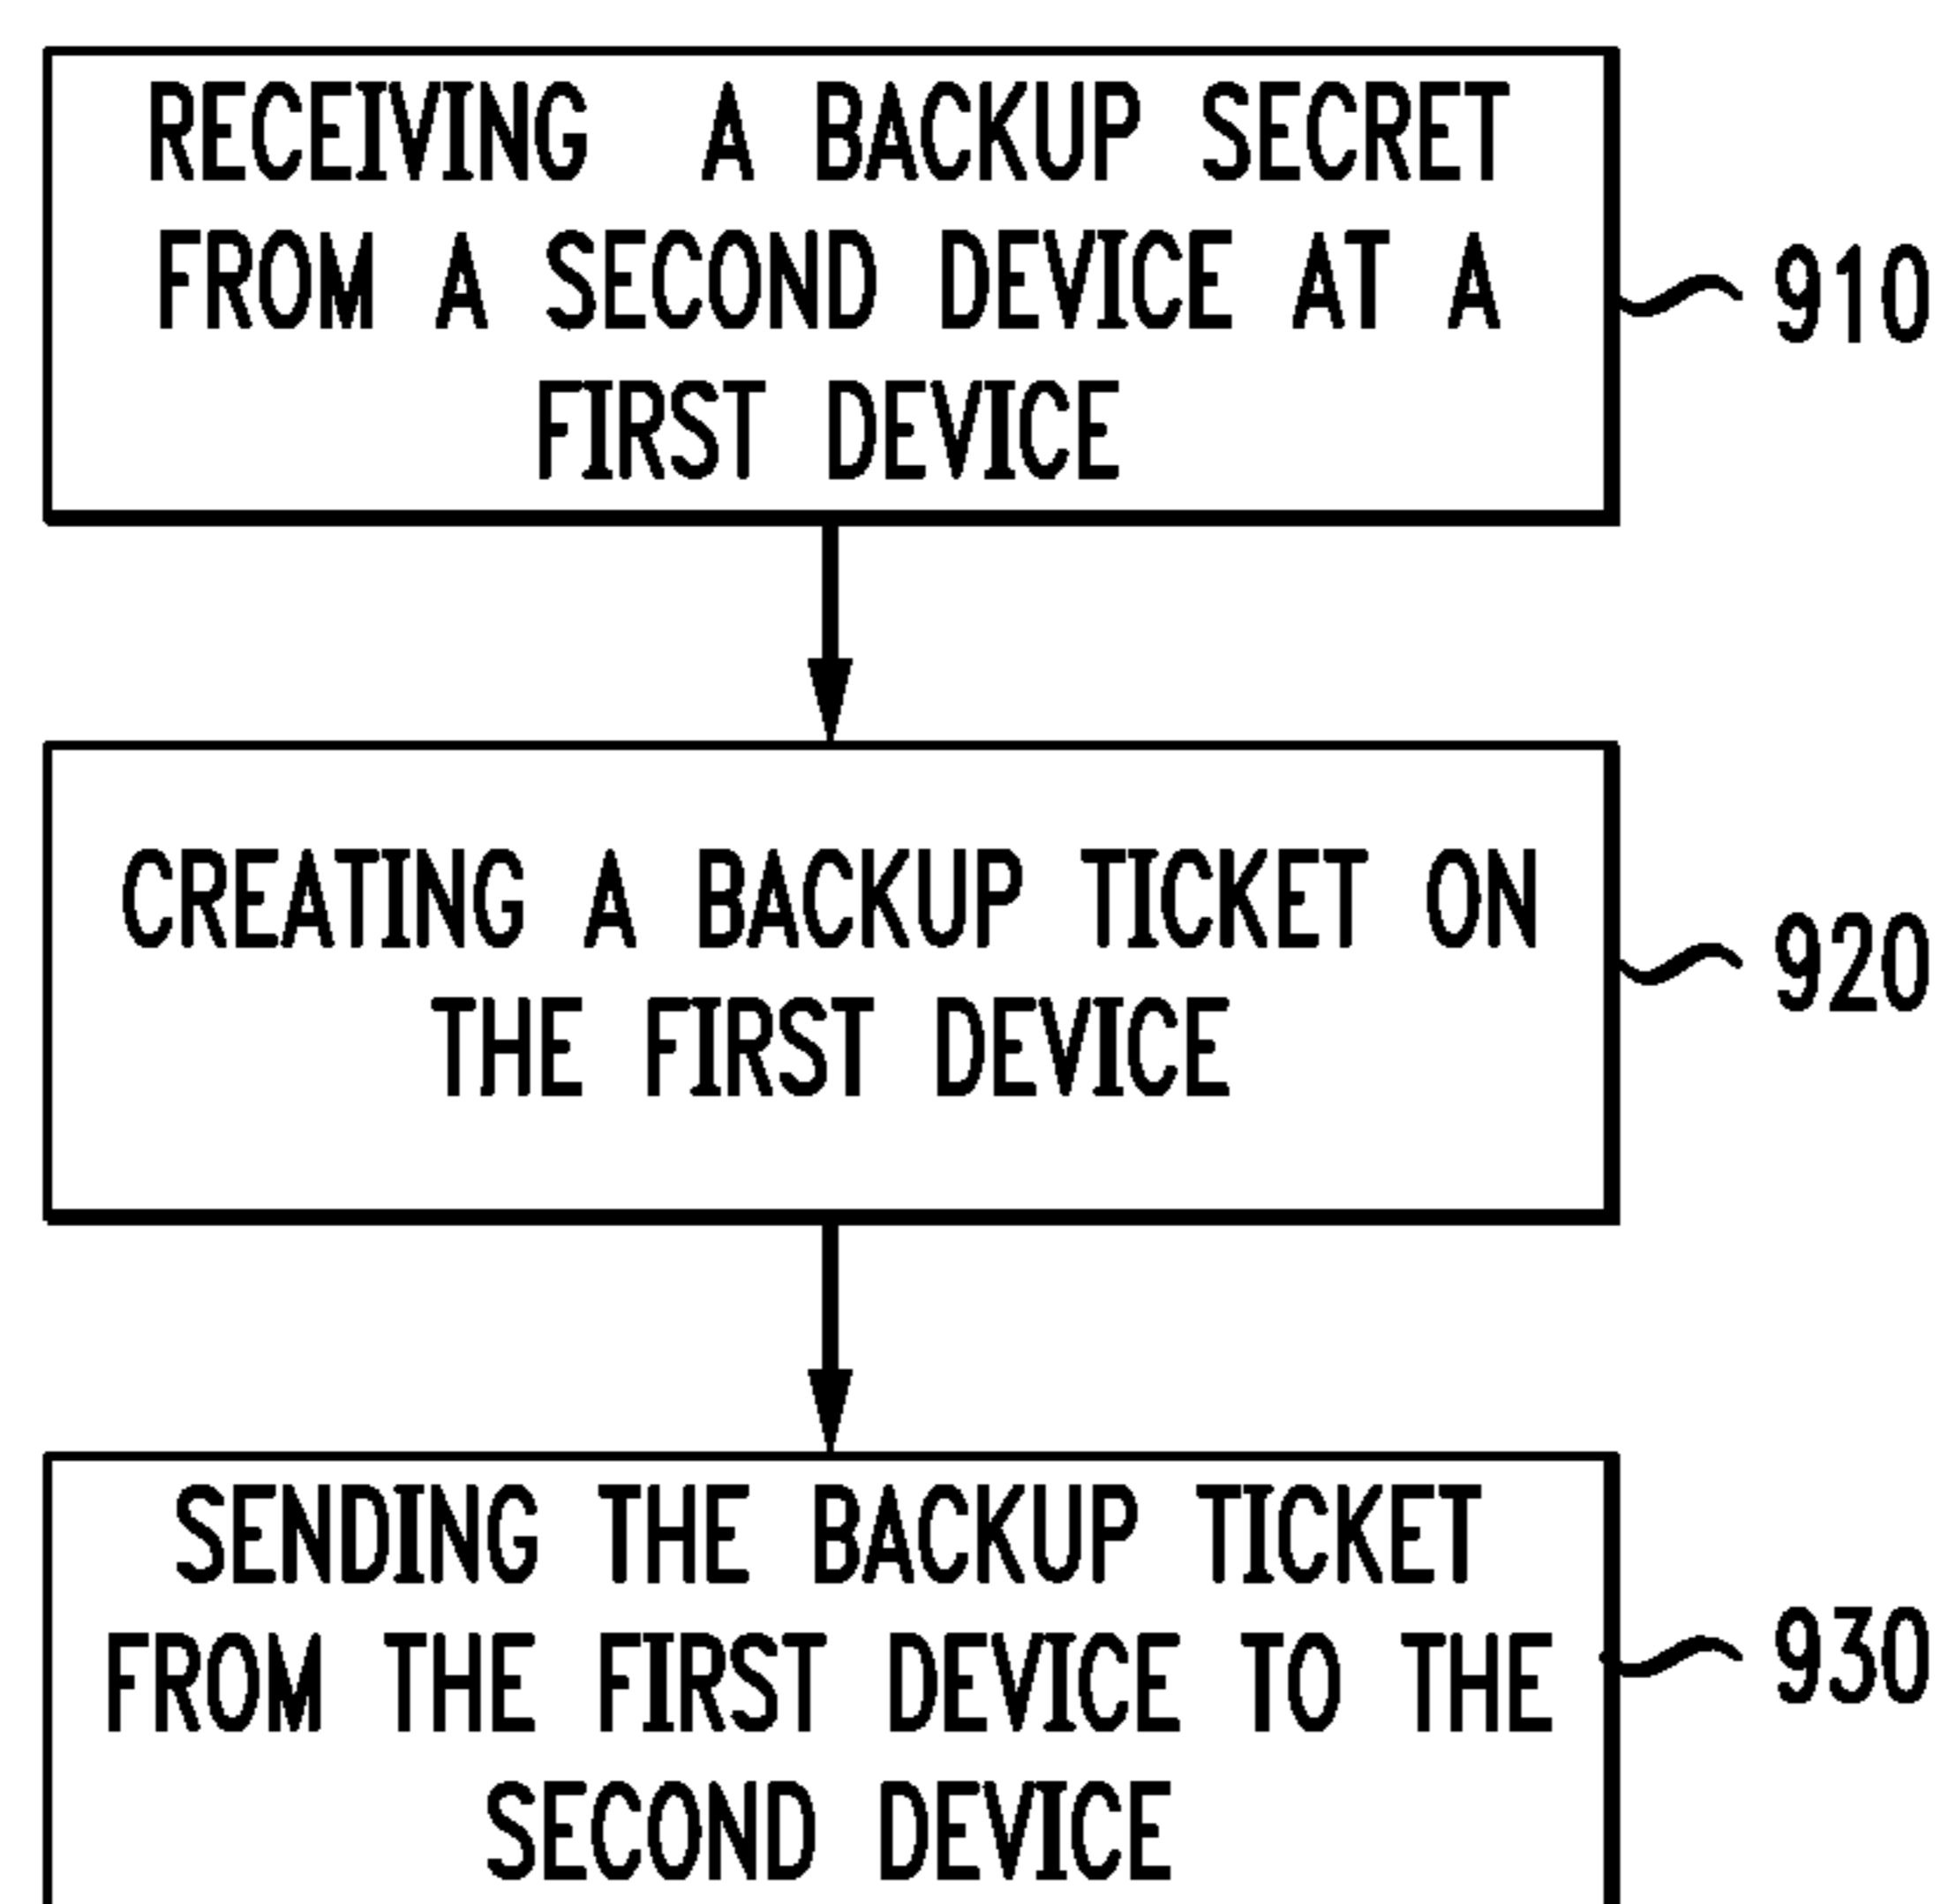 RECEIVING A BACKUP SECRET
FROM A SECOND DEVICE AT A
FIRST DEVICE
910
CREATING A BACKUP TICKET ON
THE FIRST DEVICE
920
SENDING THE BACKUP TICKET
FROM THE FIRST DEVICE TO THE
SECOND DEVICE
930